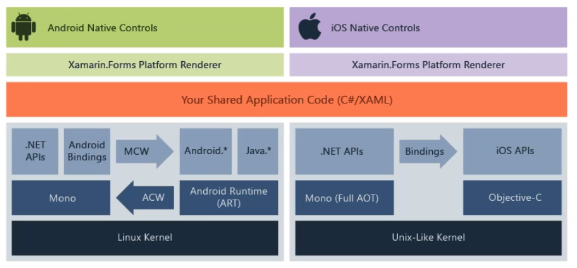 Android Native Controls
iOS Native Controls
Xamarin.Forms Platform Renderer
Xamarin.Forms Platform Renderer
Your Shared Application Code (C#/XAML)
.NET
APIs
Android
Bindings
MCW
Android.*
Java.*
Mono
ACW
Android Runtime
(ART)
Linux Kernel
.NET APIs
Bindings
iOS APIs
Mono (Full AOT)
Objective-C
Unix-Like Kernel